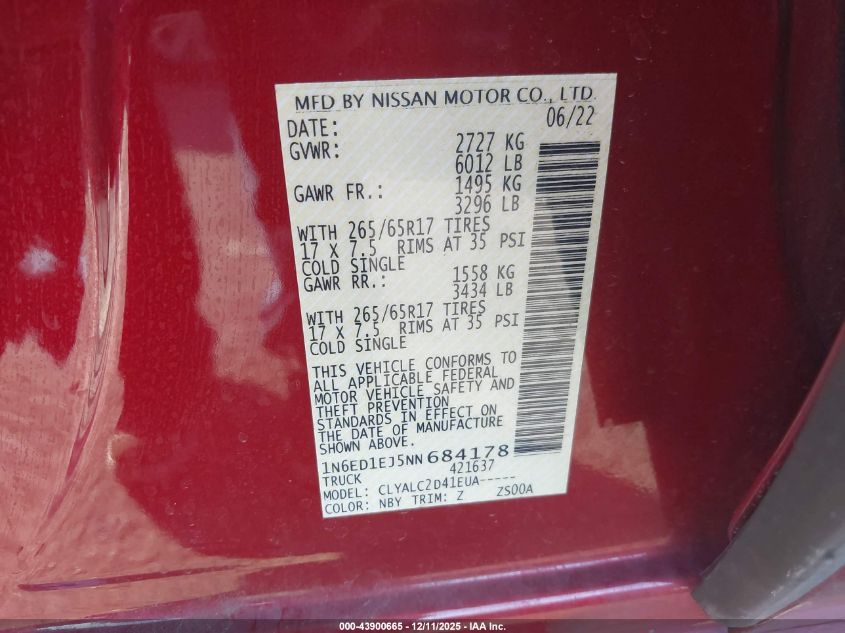 MFD BY NISSAN MOTOR CO., LTD.
DATE: 06/22
GVWR: 2727 KG
6012 LB
GAWR FR.: 1495 KG
3296 LB
WITH 265/65R17 TIRES
17 X 7.5 RIMS AT 35 PSI
COLD SINGLE
GAWR RR.: 1558 KG
3434 LB
WITH 265/65R17 TIRES
17 X 7.5 RIMS AT 35 PSI
COLD SINGLE
THIS VEHICLE CONFORMS TO
ALL APPLICABLE FEDERAL
MOTOR VEHICLE SAFETY AND
THEFT PREVENTION
STANDARDS IN EFFECT ON
THE DATE OF MANUFACTURE
SHOWN ABOVE.
1N6ED1EJ5NN684178
TRUCK 421637
MODEL: CLYALC2D41EUA-----
COLOR: NBY TRIM: Z ZS00A
000-43900665 - 12/11/2025 - IAA Inc.